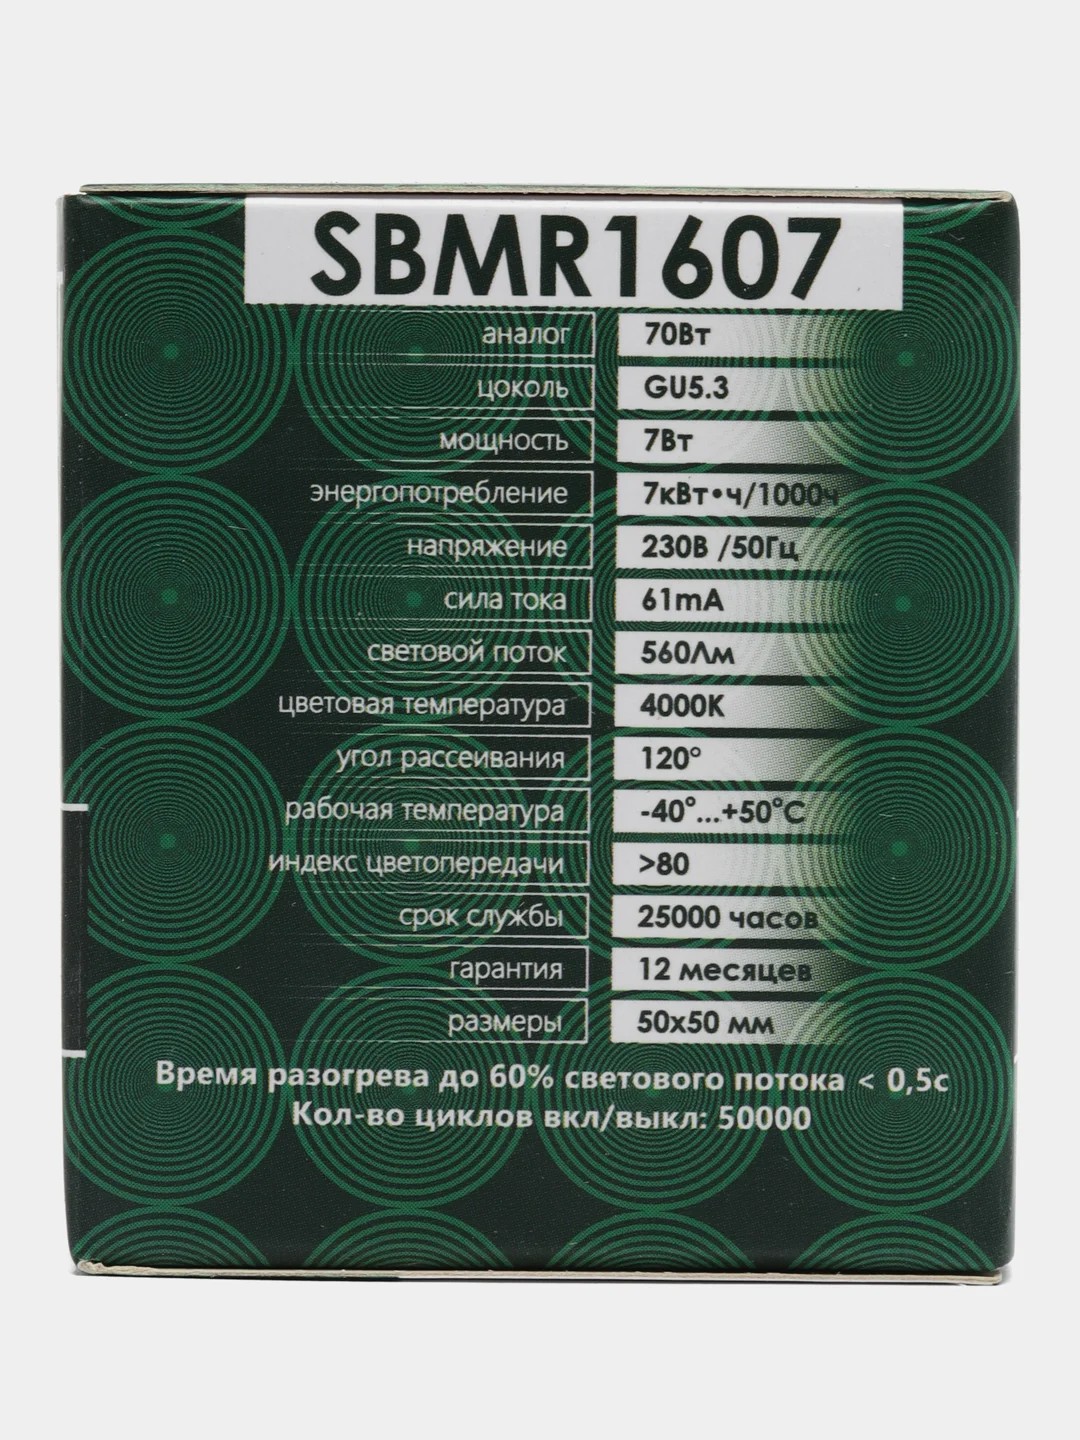 SBMR1607
аналог 70Вт
цоколь GU5.3
мощность 7Вт
энергопотребление 7кВт•ч/1000ч
напряжение 230В /50Гц
сила тока 61mA
световой поток 560Лм
цветовая температура 4000К
угол рассеивания 120°
рабочая температура -40°...+50°С
индекс цветопередачи >80
срок службы 25000 часов
гарантия 12 месяцев
размеры 50х50 мм
Время разогрева до 60% светового потока < 0,5с
Кол-во циклов вкл/выкл: 50000